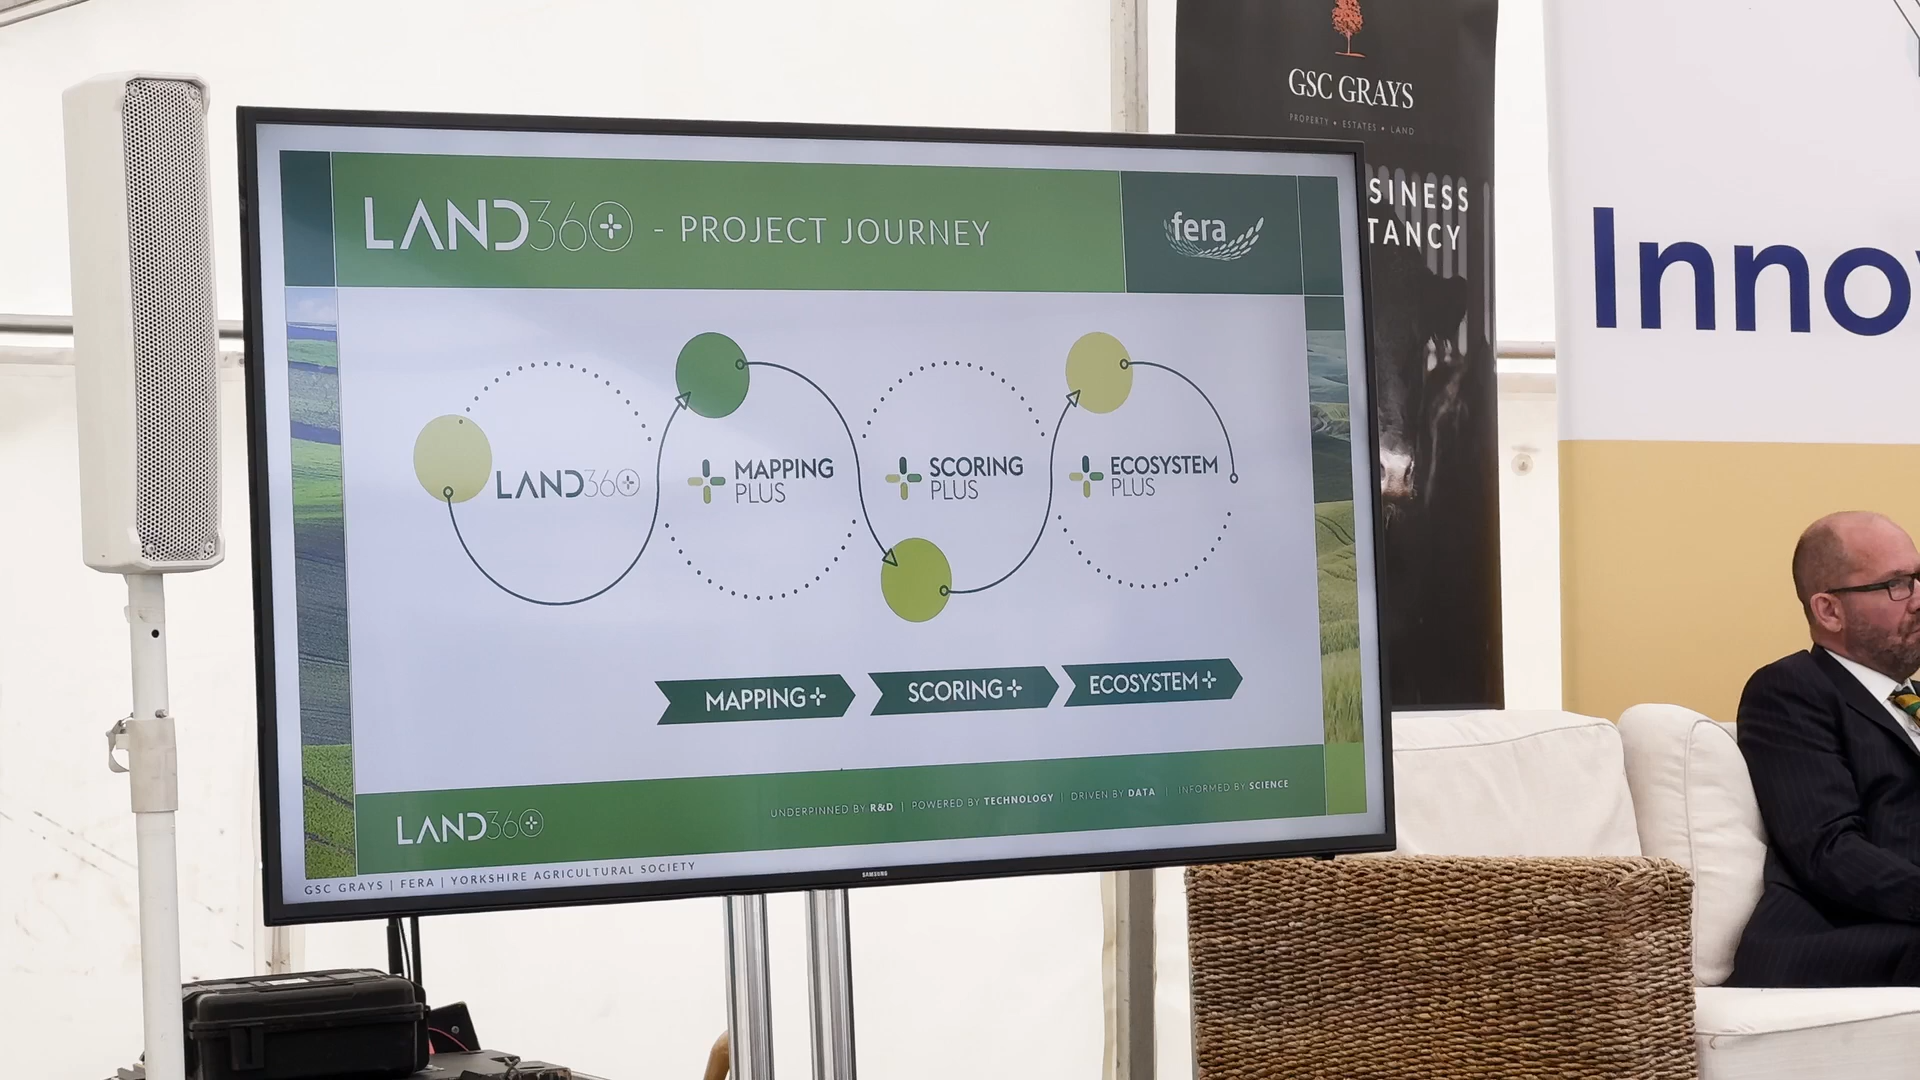 GSC GRAYS
PROPERTY • ESTATES • LAND
SINESS
TANCY
Inno
LAND360 - PROJECT JOURNEY
fera
LAND360
MAPPING
PLUS
SCORING
PLUS
ECOSYSTEM
PLUS
MAPPING+
SCORING+
ECOSYSTEM+
LAND360
UNDERPINNED BY R&D | POWERED BY TECHNOLOGY | DRIVEN BY DATA | INFORMED BY SCIENCE
GSC GRAYS | FERA | YORKSHIRE AGRICULTURAL SOCIETY
SAMSUNG